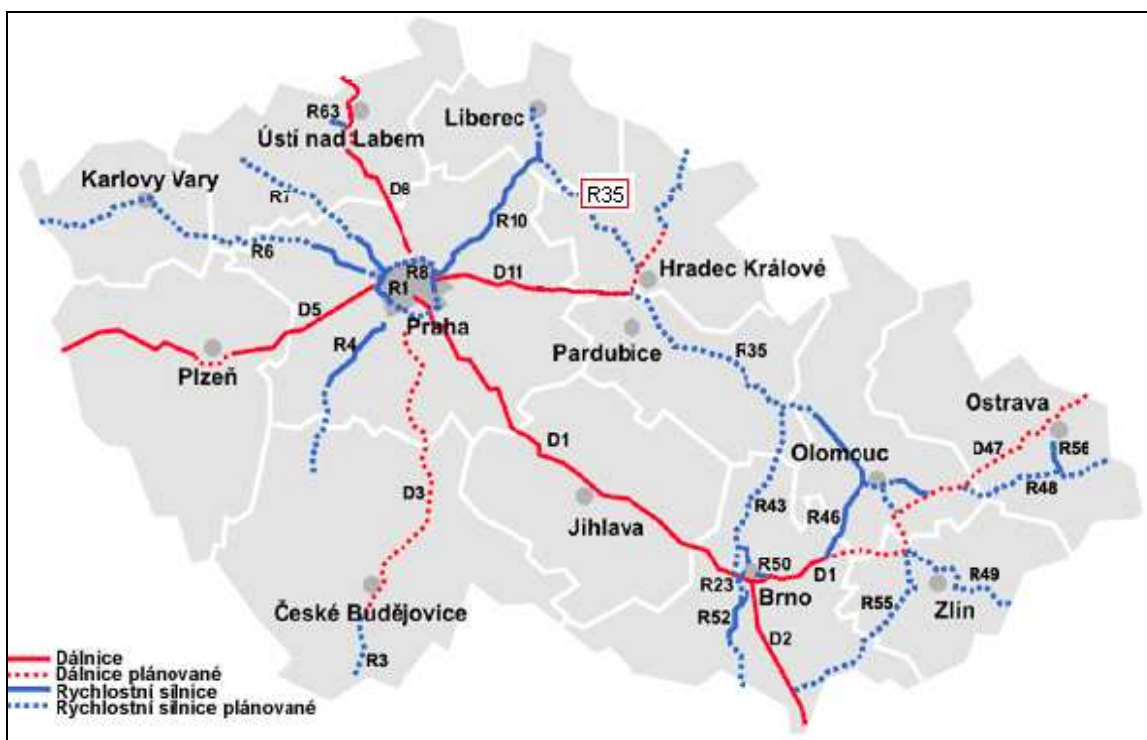 R63
Ústí nad Labem
Liberec
Karlovy Vary
R7
D8
R10
R35
R6
R8
D11
Hradec Králové
R1
D5
Praha
R4
Pardubice
R35
Plzeň
Ostrava
D1
Olomouc
D47
R56
D3
R48
Jihlava
R43
R46
R50
D1
R23
R49
České Budějovice
Brno
R55
Zlín
R52
D2
R3
Dálnice
Dálnice plánované
Rychlostní silnice
Rychlostní silnice plánované